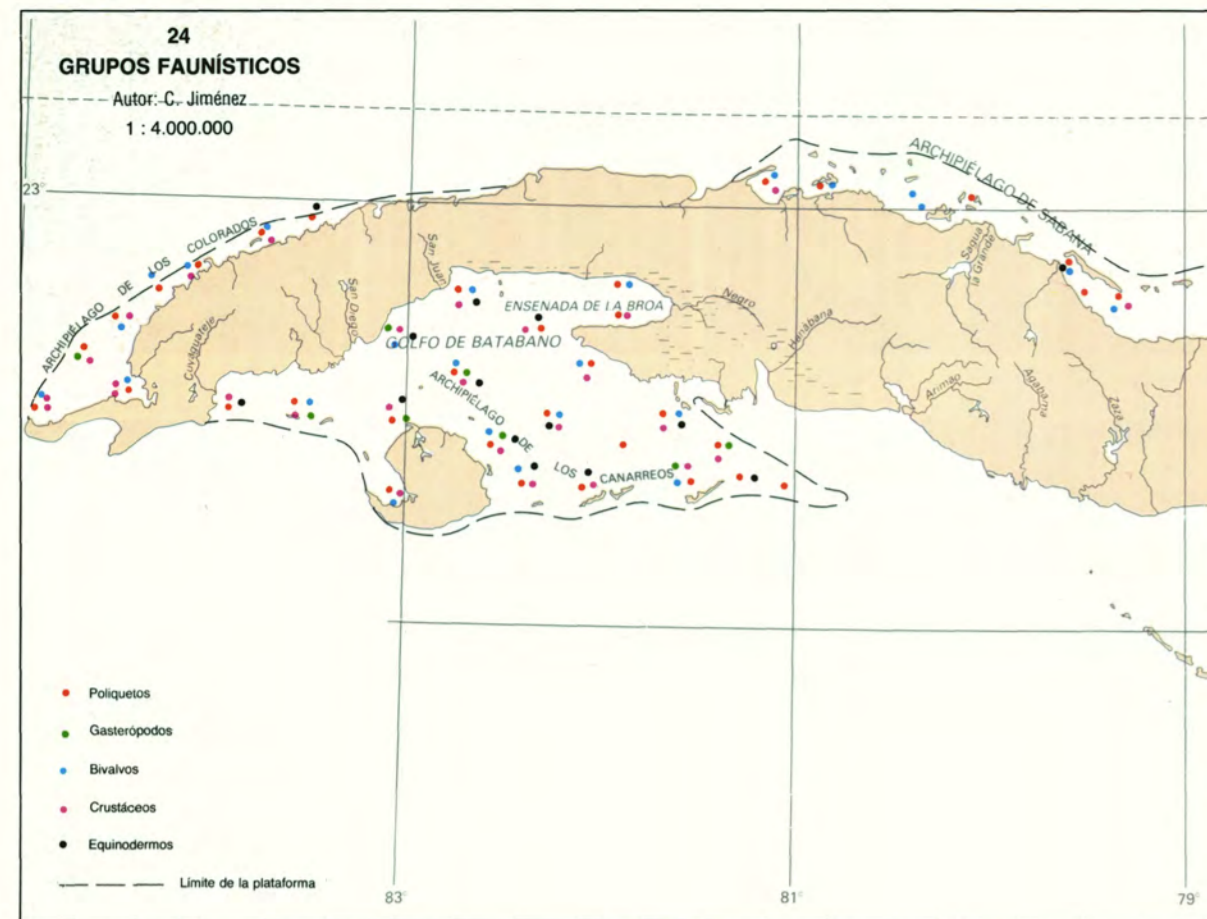 24
GRUPOS FAUNÍSTICOS
Autor: C. Jiménez
1 : 4.000.000
23°
ARCHIPIÉLAGO DE LOS COLORADOS
ARCHIPIÉLAGO DE SABANA
San Juan
San Diego
Cuyaguateje
ENSENADA DE LA BROA
GOLFO DE BATABANO
Negro
Hanábana
Sagua
la Grande
Arimao
Agabama
Zaza
ARCHIPIÉLAGO DE LOS CANARREOS
Poliquetos
Gasterópodos
Bivalvos
Crustáceos
Equinodermos
Límite de la plataforma
83°
81°
79°